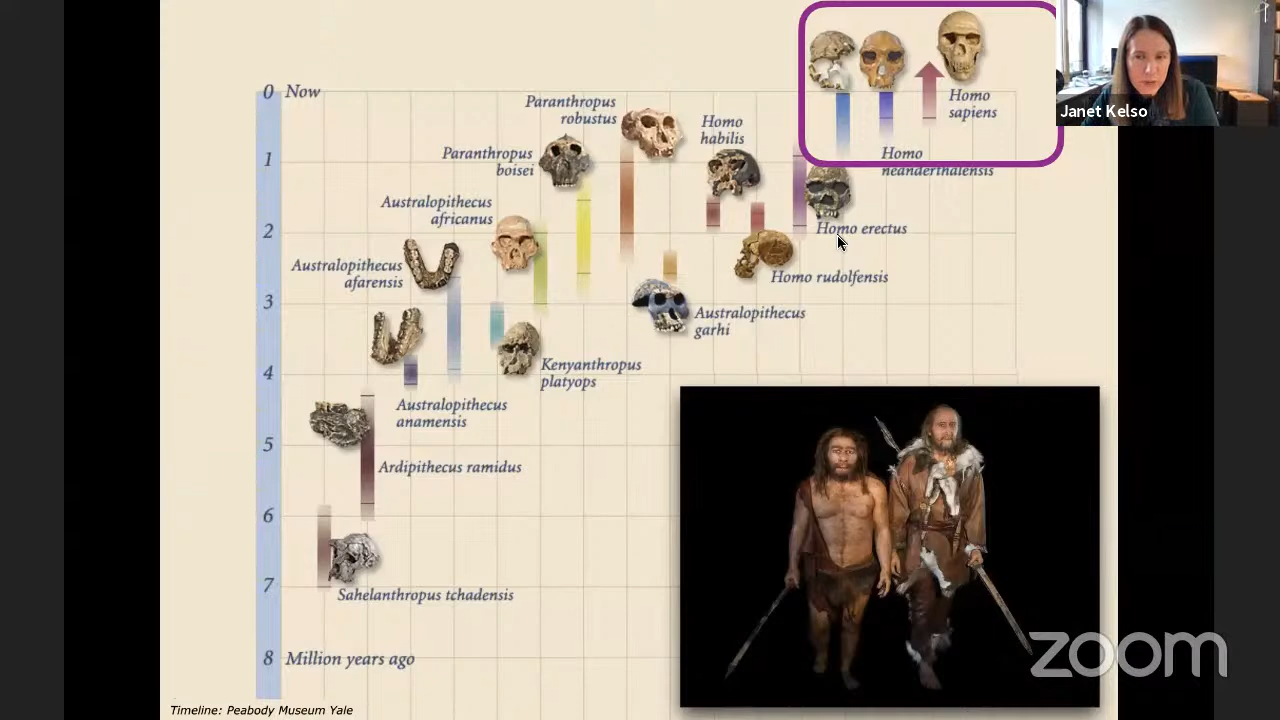 0 Now
Paranthropus
robustus
Homo
habilis
Homo
sapiens
Janet Kelso
1
Paranthropus
boisei
Homo
neanderthalensis
Australopithecus
africanus
2
Homo erectus
Australopithecus
afarensis
Homo rudolfensis
3
Australopithecus
garhi
4
Kenyanthropus
platyops
Australopithecus
anamensis
5
Ardipithecus ramidus
6
7
Sahelanthropus tchadensis
8 Million years ago
zoom
Timeline: Peabody Museum Yale